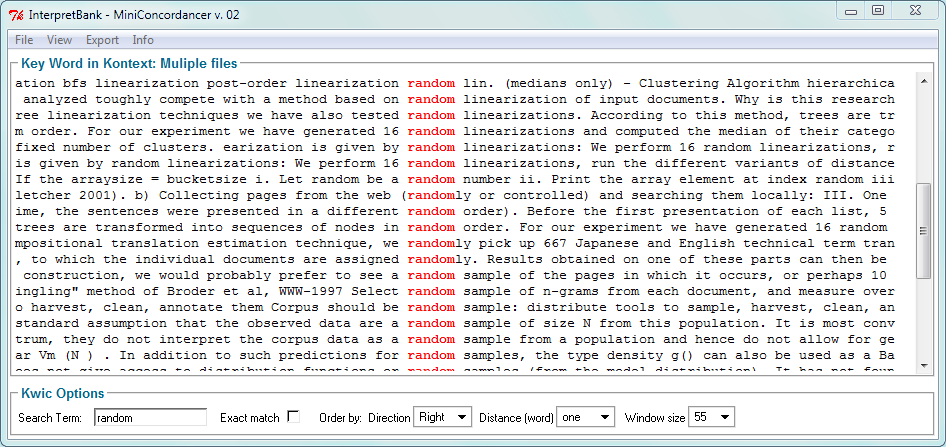 InterpretBank - MiniConcordancer v. 02
File View Export Info
Key Word in Kontext: Muliple files
ation bfs linearization post-order linearization random lin. (medians only) – Clustering Algorithm hierarchica
analyzed toughly compete with a method based on random linearization of input documents. Why is this research
ree linearization techniques we have also tested random linearizations. According to this method, trees are tr
m order. For our experiment we have generated 16 random linearizations and computed the median of their catego
fixed number of clusters. earization is given by random linearizations: We perform 16 random linearizations, r
is given by random linearizations: We perform 16 random linearizations, run the different variants of distance
If the arraysize = bucketsize i. Let random be a random number ii. Print the array element at index random iii
letcher 2001). b) Collecting pages from the web (randomly or controlled) and searching them locally: III. One
ime, the sentences were presented in a different random order). Before the first presentation of each list, 5
trees are transformed into sequences of nodes in random order. For our experiment we have generated 16 random
mpositional translation estimation technique, we randomly pick up 667 Japanese and English technical term tran
, to which the individual documents are assigned randomly. Results obtained on one of these parts can then be
construction, we would probably prefer to see a random sample of the pages in which it occurs, or perhaps 10
ingling" method of Broder et al, WWW-1997 Select random sample of n-grams from each document, and measure over
o harvest, clean, annotate them Corpus should be random sample: distribute tools to sample, harvest, clean, an
standard assumption that the observed data are a random sample of size N from this population. It is most conv
trum, they do not interpret the corpus data as a random sample from a population and hence do not allow for ge
ar Vm (N ) . In addition to such predictions for random samples, the type density g() can also be used as a Ba
oes not give access to distribution functions or random samples (from the model distribution). It has not foun
Kwic Options
Search Term: random Exact match Order by: Direction Right Distance (word) one Window size 55